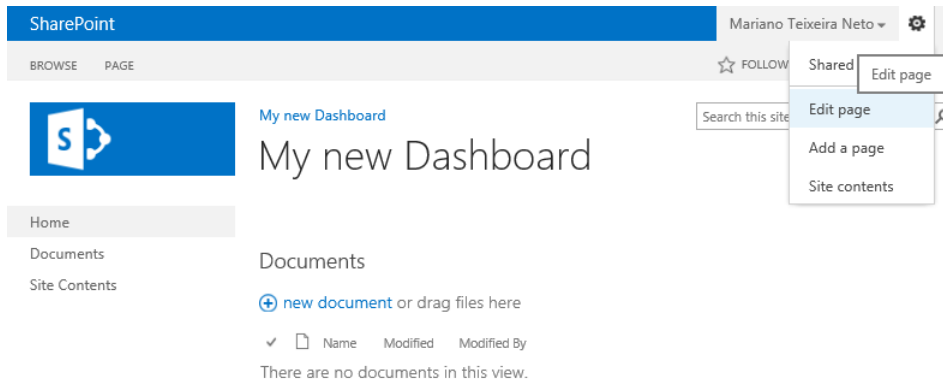 SharePoint
Mariano Teixeira Neto
BROWSE PAGE
FOLLOW
Shared
Edit page
Edit page
Add a page
Site contents
S
My new Dashboard
My new Dashboard
Search this site
Home
Documents
Site Contents
Documents
new document or drag files here
Name Modified Modified By
There are no documents in this view.